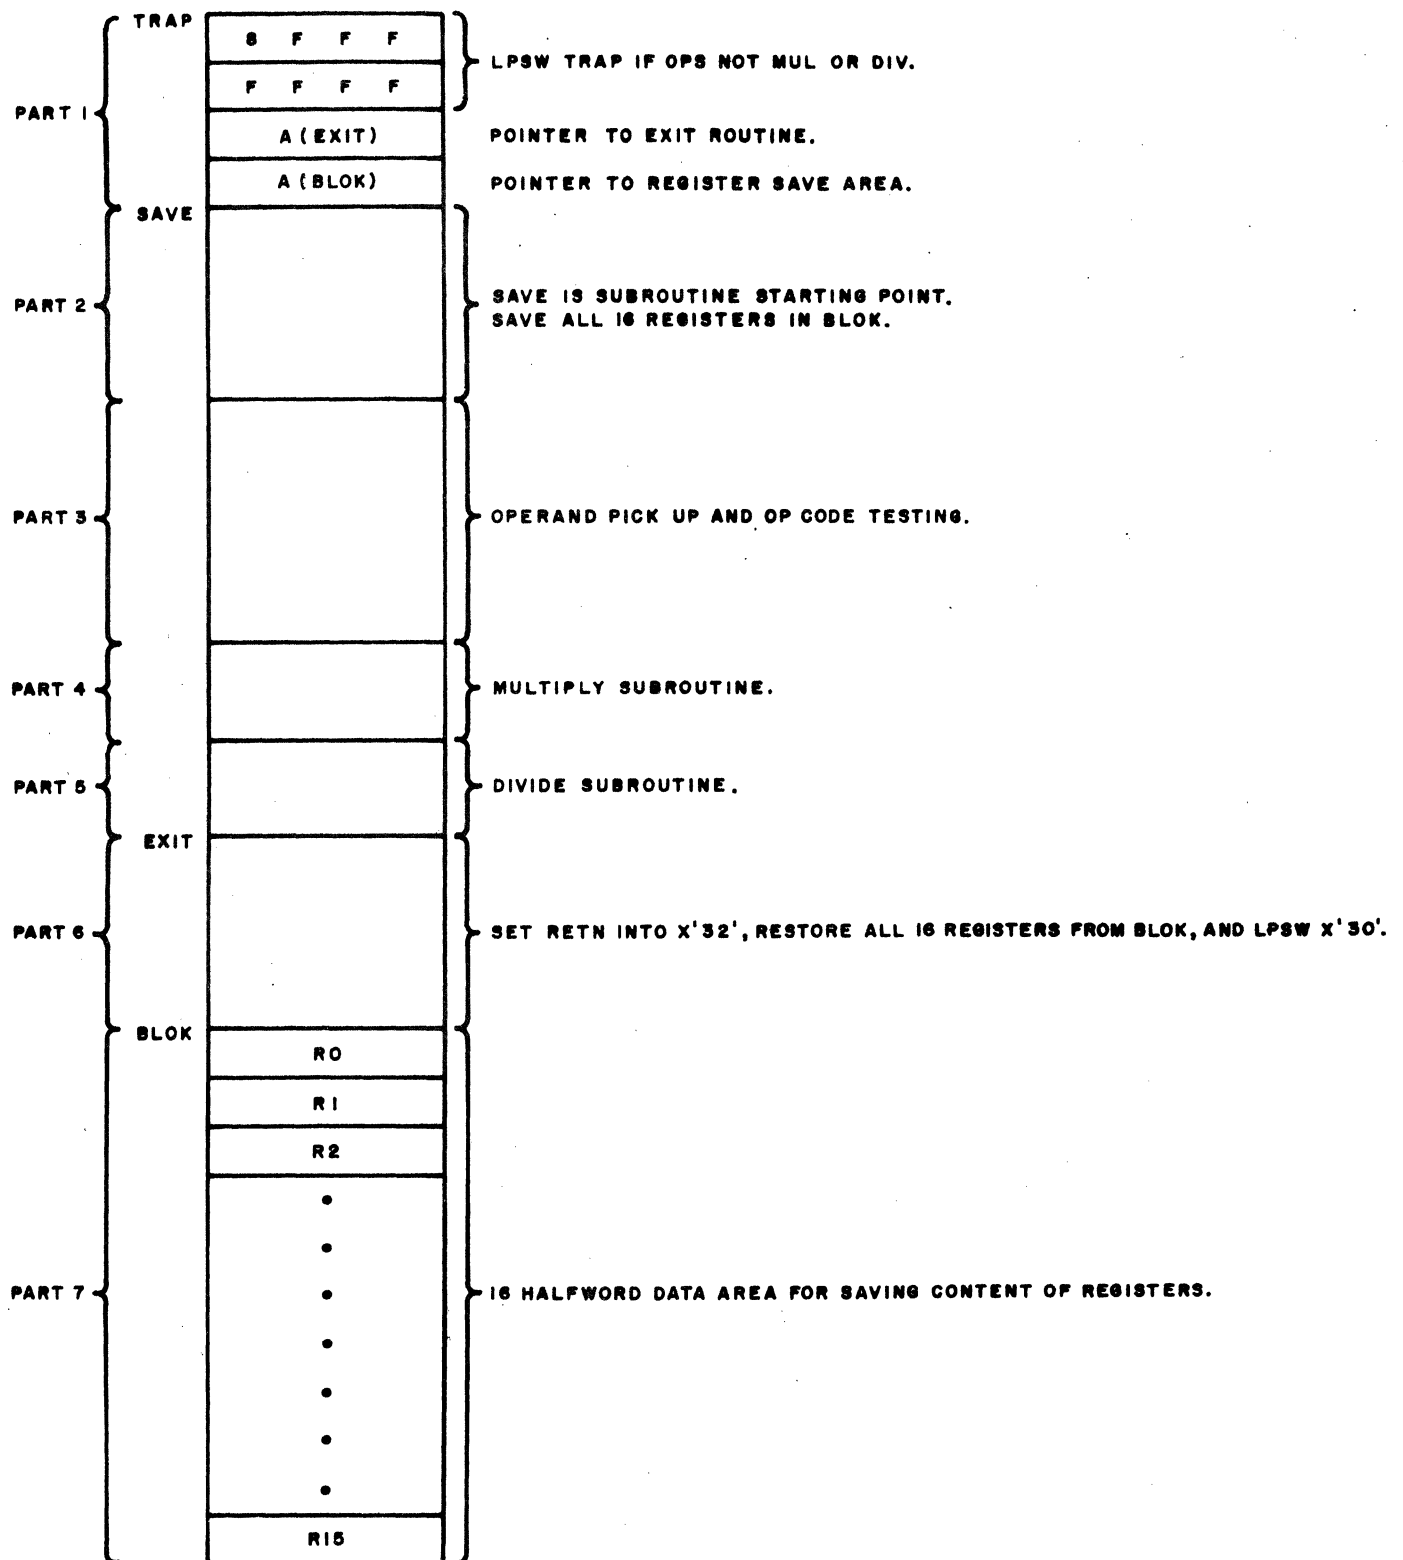 TRAP
8 F F F
LPSW TRAP IF OPS NOT MUL OR DIV.
F F F F
PART 1
A (EXIT)
POINTER TO EXIT ROUTINE.
A (BLOK)
POINTER TO REGISTER SAVE AREA.
SAVE
PART 2
SAVE IS SUBROUTINE STARTING POINT.
SAVE ALL 16 REGISTERS IN BLOK.
PART 3
OPERAND PICK UP AND OP CODE TESTING.
PART 4
MULTIPLY SUBROUTINE.
PART 5
DIVIDE SUBROUTINE.
EXIT
PART 6
SET RETN INTO X'32', RESTORE ALL 16 REGISTERS FROM BLOK, AND LPSW X'30'.
BLOK
R0
R1
R2
PART 7
16 HALFWORD DATA AREA FOR SAVING CONTENT OF REGISTERS.
R15